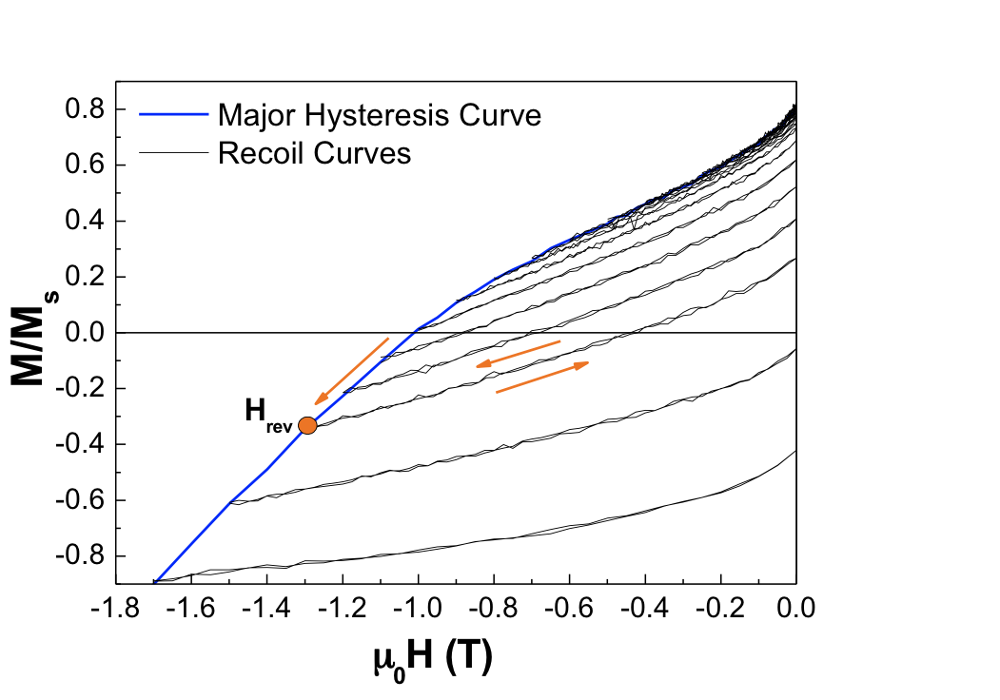 Major Hysteresis Curve
Recoil Curves
0.8
0.6
0.4
0.2
0.0
-0.2
-0.4
-0.6
-0.8
M/Ms
Hrev
-1.8 -1.6 -1.4 -1.2 -1.0 -0.8 -0.6 -0.4 -0.2 0.0
μ0H (T)